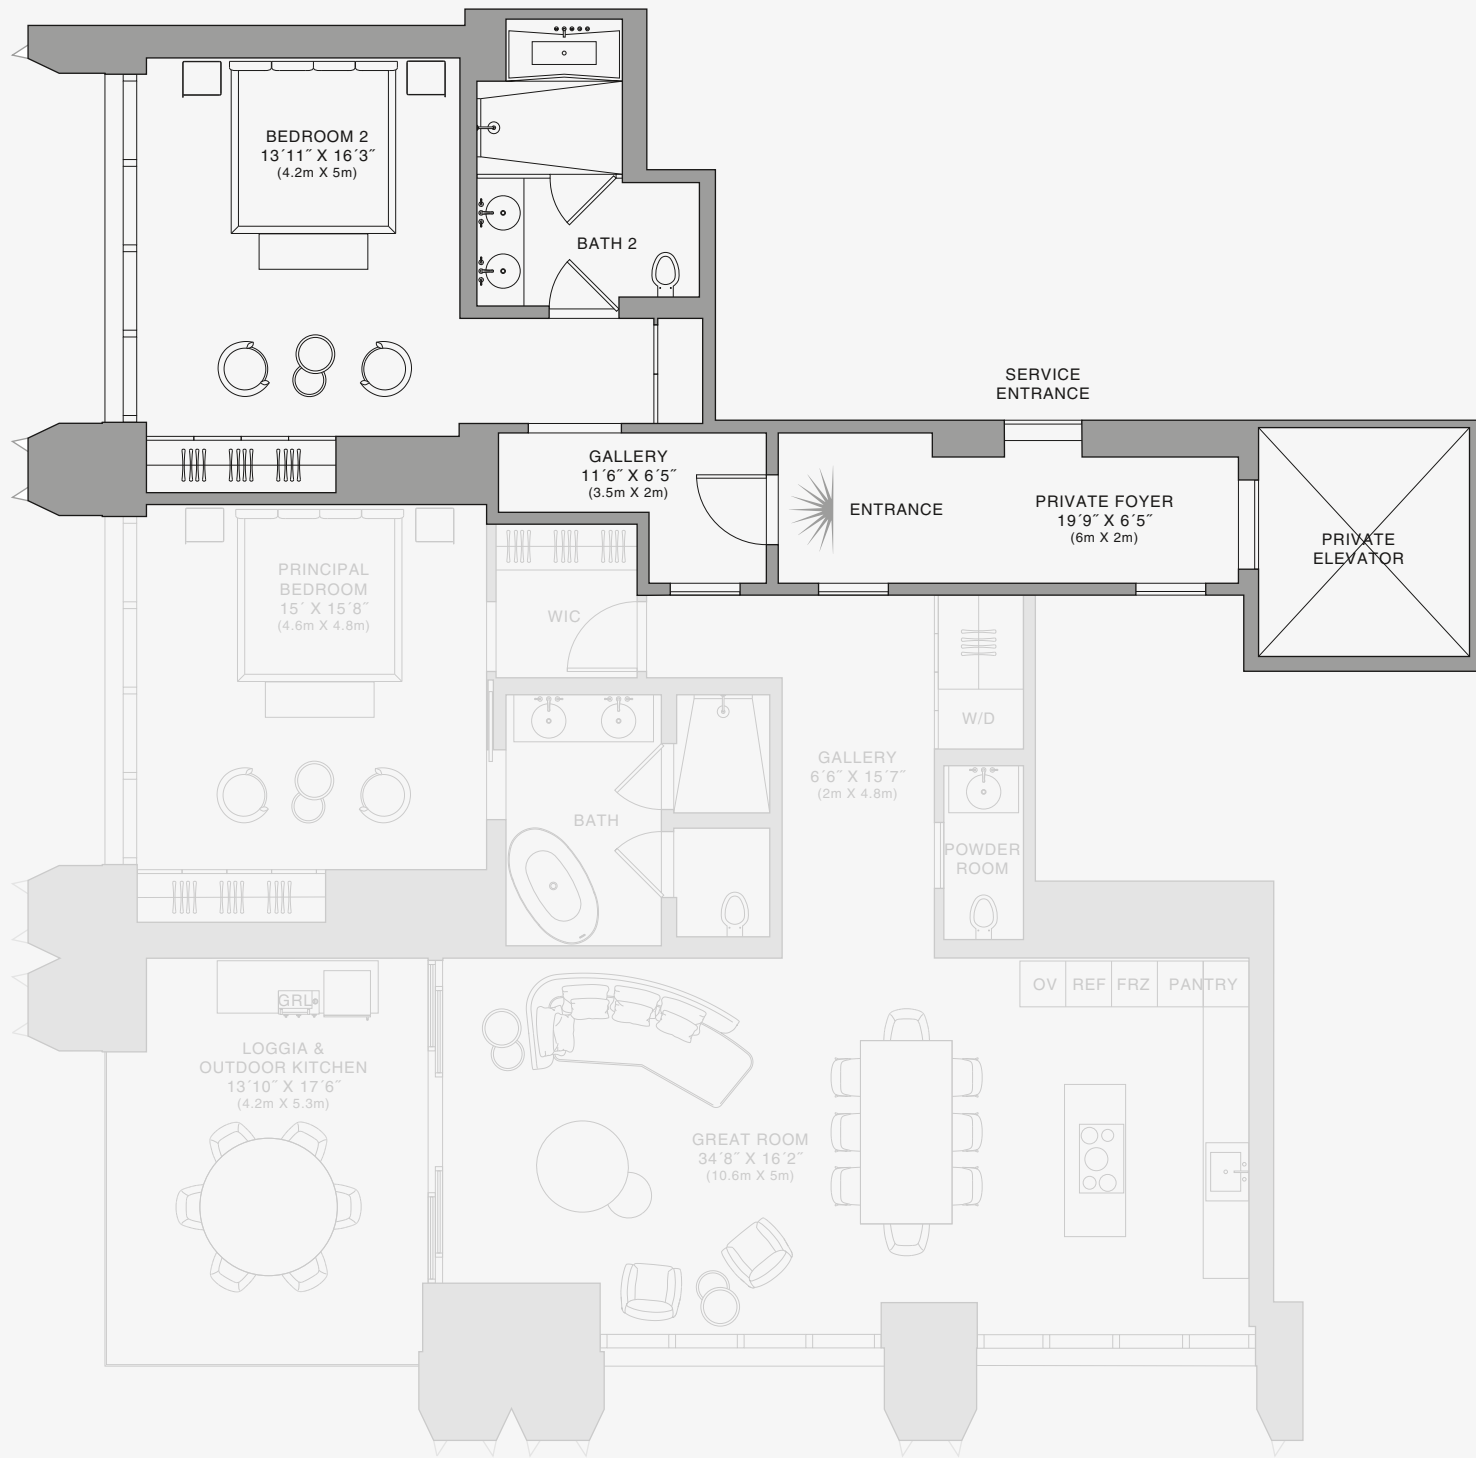 BEDROOM 2
13´11˝ X 16´3˝
(4.2m X 5m)
BATH 2
SERVICE
ENTRANCE
GALLERY
11´6˝ X 6´5˝
(3.5m X 2m)
ENTRANCE
PRIVATE FOYER
19´9˝ X 6´5˝
(6m X 2m)
PRIVATE
ELEVATOR
PRINCIPAL
BEDROOM
15´ X 15´8˝
(4.6m X 4.8m)
WIC
W/D
GALLERY
6´6˝ X 15´7˝
(2m X 4.8m)
BATH
POWDER
ROOM
GRL
LOGGIA &
OUTDOOR KITCHEN
13´10˝ X 17´6˝
(4.2m X 5.3m)
OV
REF
FRZ
PANTRY
GREAT ROOM
34´8˝ X 16´2˝
(10.6m X 5m)